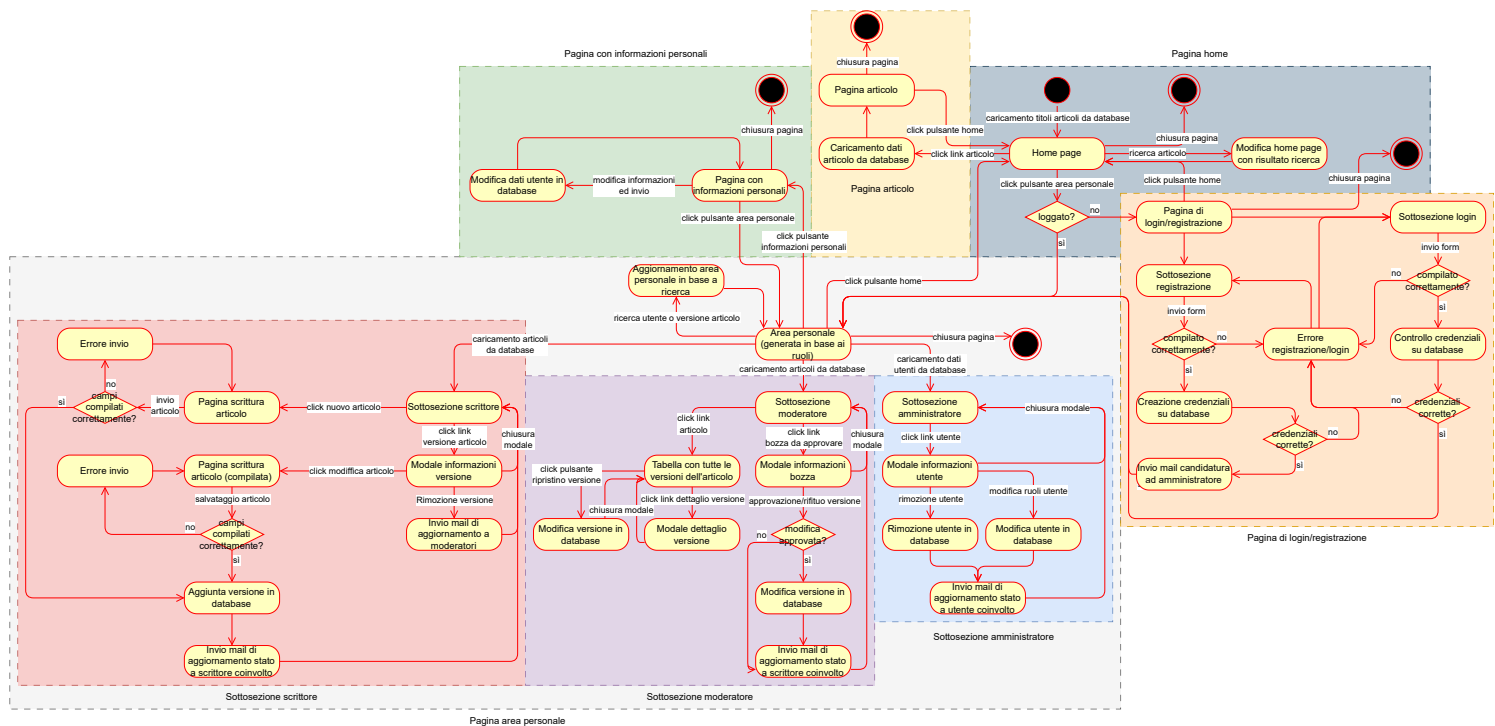 Pagina con informazioni personali
Pagina home
chiusura pagina
Pagina articolo
click pulsante home
Caricamento dati
articolo da database
click link articolo
Pagina articolo
caricamento titoli articoli da database
chiusura pagina
Home page
ricerca articolo
Modifica home page
con risultato ricerca
click pulsante home
chiusura pagina
click pulsante area personale
loggato?
no
sì
chiusura pagina
Modifica dati utente in
database
modifica informazioni
ed invio
Pagina con
informazioni personali
click pulsante area personale
click pulsante
informazioni personali
Pagina di
login/registrazione
Sottosezione login
invio form
Sottosezione
registrazione
no
compilato
correttamente?
sì
invio form
compilato
correttamente?
no
sì
Errore
registrazione/login
Controllo credenziali
su database
Creazione credenziali
su database
credenziali
corrette?
no
sì
credenziali
corrette?
no
sì
Invio mail candidatura
ad amministratore
Pagina di login/registrazione
Aggiornamento area
personale in base a
ricerca
click pulsante home
ricerca utente o versione articolo
Area personale
(generata in base ai
ruoli)
chiusura pagina
caricamento articoli
da database
caricamento articoli da database
caricamento dati
utenti da database
Errore invio
no
sì
campi
compilati
correttamente?
invio
articolo
Pagina scrittura
articolo
click nuovo articolo
Sottosezione scrittore
click link
versione articolo
chiusura
modale
Errore invio
Pagina scrittura
articolo (compilata)
click modiffica articolo
Modale informazioni
versione
salvataggio articolo
Rimozione versione
no
campi
compilati
correttamente?
sì
Invio mail di
aggiornamento a
moderatori
Aggiunta versione in
database
Invio mail di
aggiornamento stato
a scrittore coinvolto
Sottosezione scrittore
Sottosezione
moderatore
click link
articolo
click link
bozza da approvare
chiusura
modale
click pulsante
ripristino versione
Tabella con tutte le
versioni dell'articolo
Modale informazioni
bozza
click link dettaglio versione
approvazione/rifituo versione
chiusura modale
Modifica versione in
database
Modale dettaglio
versione
no
modifica
approvata?
sì
Modifica versione in
database
Invio mail di
aggiornamento stato
a scrittore coinvolto
Sottosezione moderatore
Sottosezione
amministratore
chiusura modale
click link utente
Modale informazioni
utente
rimozione utente
modifica ruoli utente
Rimozione utente in
database
Modifica utente in
database
Invio mail di
aggiornamento stato
a utente coinvolto
Sottosezione amministratore
Pagina area personale